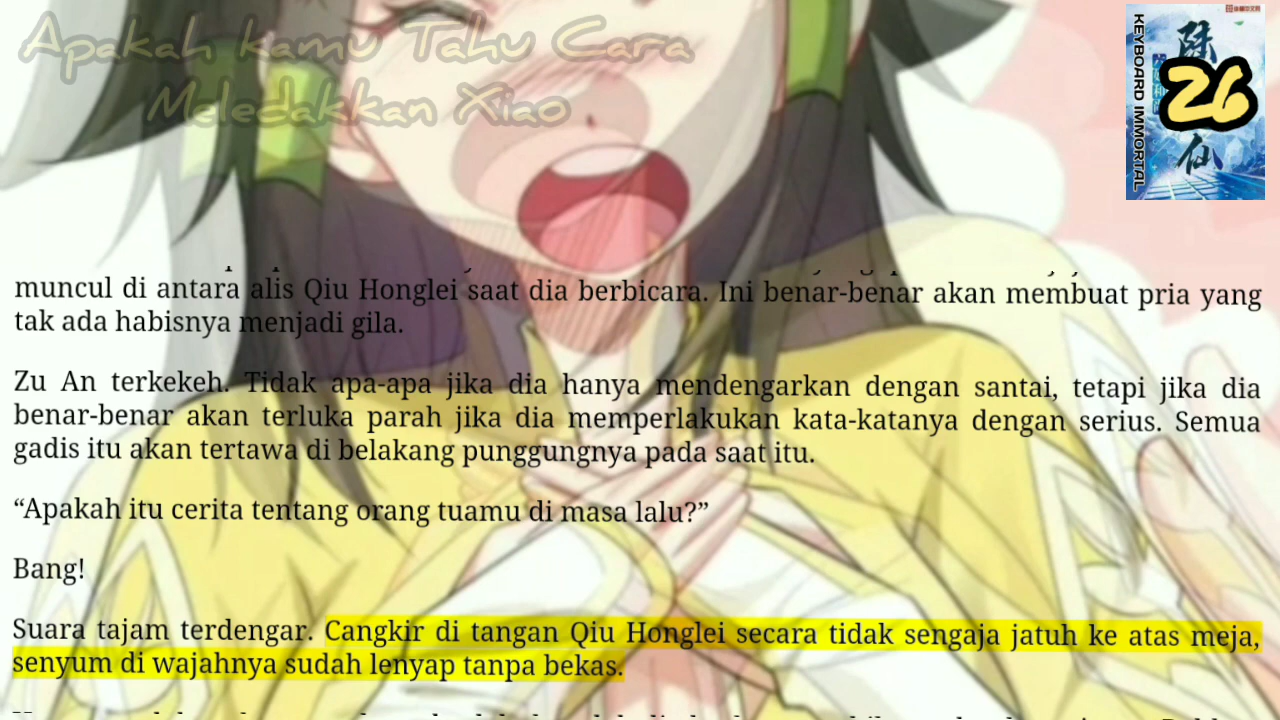 Apakah kamu Tahu Cara
Meledakkan Xiao
KEYBOARD IMMORTAL
陆
26
仙
muncul di antara alis Qiu Honglei saat dia berbicara. Ini benar-benar akan membuat pria yang
tak ada habisnya menjadi gila.
Zu An terkekeh. Tidak apa-apa jika dia hanya mendengarkan dengan santai, tetapi jika dia
benar-benar akan terluka parah jika dia memperlakukan kata-katanya dengan serius. Semua
gadis itu akan tertawa di belakang punggungnya pada saat itu.
“Apakah itu cerita tentang orang tuamu di masa lalu?”
Bang!
Suara tajam terdengar. Cangkir di tangan Qiu Honglei secara tidak sengaja jatuh ke atas meja,
senyum di wajahnya sudah lenyap tanpa bekas.